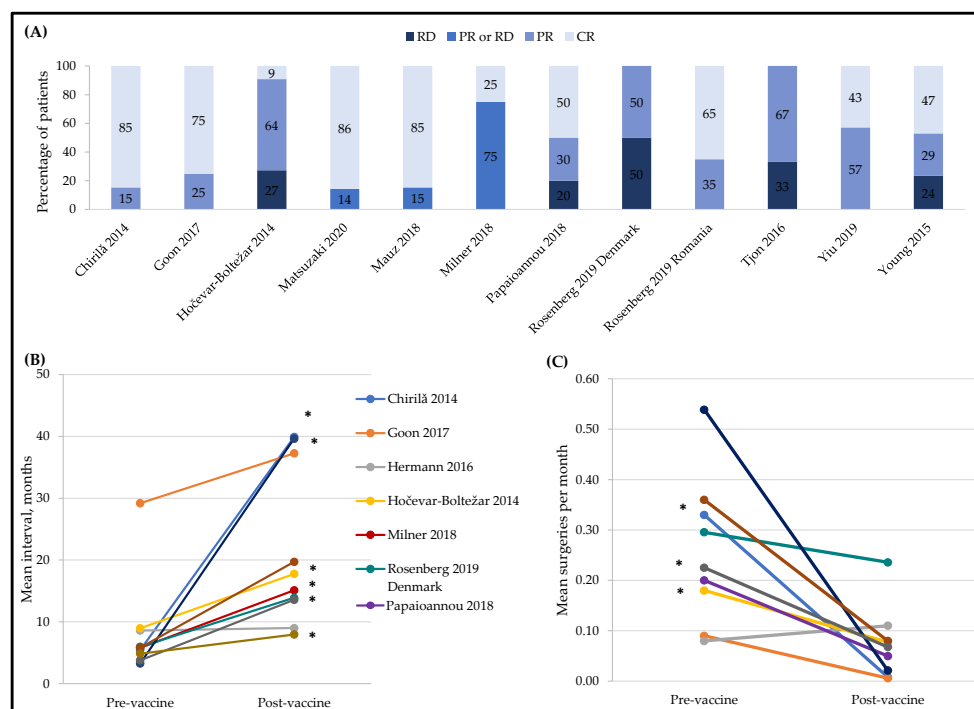 (A)
RD PR or RD PR CR
Percentage of patients
100
80
60
40
20
0
85 75 9 64 27 86 85 25 75 50 30 20 50 50 65 35 67 33 43 57 47 29 24
15 25 14 15
Chirilă 2014
Goon 2017
Hočevar-Boltežar 2014
Matsuzaki 2020
Mauz 2018
Milner 2018
Papaioannou 2018
Rosenberg 2019 Denmark
Rosenberg 2019 Romania
Tjon 2016
Yiu 2019
Young 2015
(B)
Mean interval, months
50
40
30
20
10
0
Pre-vaccine Post-vaccine
*
*
*
*
*
*
Chirilă 2014
Goon 2017
Hermann 2016
Hočevar-Boltežar 2014
Milner 2018
Rosenberg 2019
Denmark
Papaioannou 2018
(C)
Mean surgeries per month
0.60
0.50
0.40
0.30
0.20
0.10
0.00
*
*
*
Pre-vaccine Post-vaccine